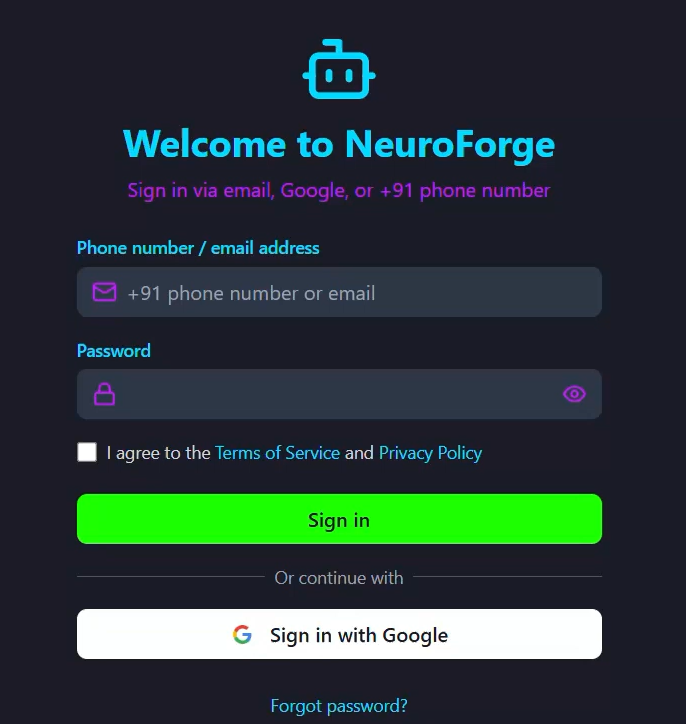 Welcome to NeuroForge
Sign in via email, Google, or +91 phone number
Phone number / email address
+91 phone number or email
Password
I agree to the Terms of Service and Privacy Policy
Sign in
Or continue with
Sign in with Google
Forgot password?